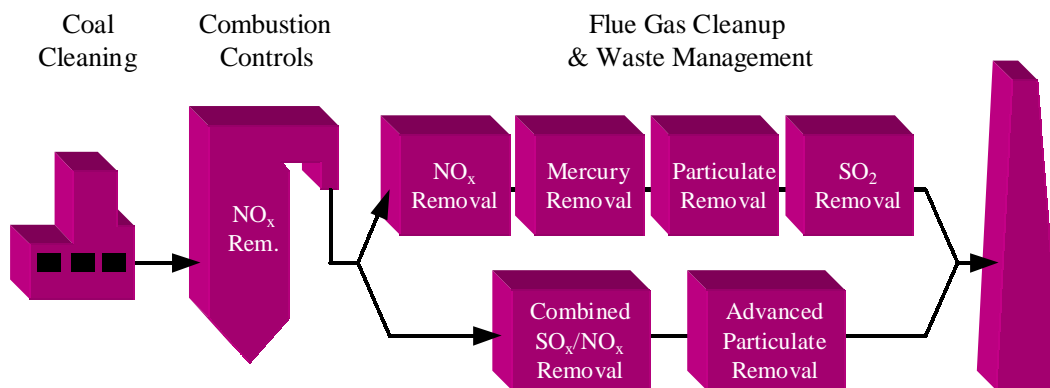 Coal
Cleaning
Combustion
Controls
Flue Gas Cleanup
& Waste Management
NOx
Rem.
NOx
Removal
Mercury
Removal
Particulate
Removal
SO2
Removal
Combined
SOx/NOx
Removal
Advanced
Particulate
Removal